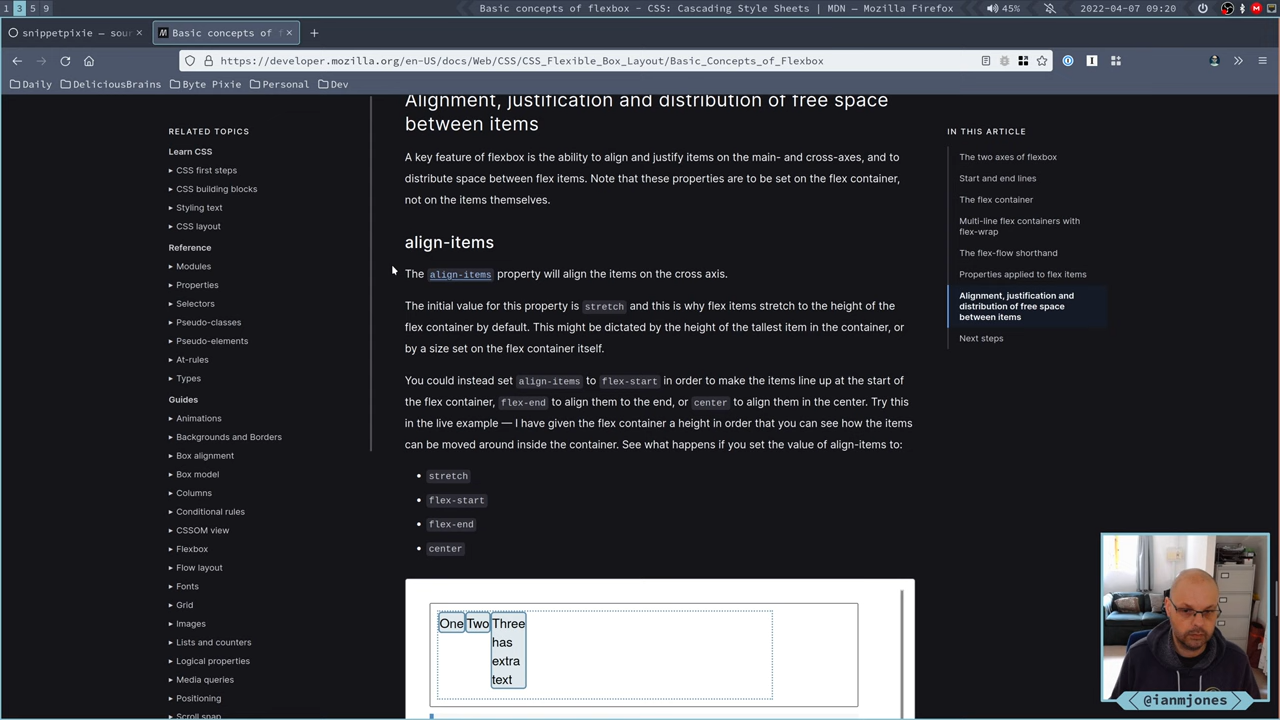 1 3 5 9
Basic concepts of flexbox - CSS: Cascading Style Sheets | MDN — Mozilla Firefox
45%
2022-04-07 09:20
snippetpixie — sour
Basic concepts of f
https://developer.mozilla.org/en-US/docs/Web/CSS/CSS_Flexible_Box_Layout/Basic_Concepts_of_Flexbox
Daily DeliciousBrains Byte Pixie Personal Dev
RELATED TOPICS
Learn CSS
CSS first steps
CSS building blocks
Styling text
CSS layout
Reference
Modules
Properties
Selectors
Pseudo-classes
Pseudo-elements
At-rules
Types
Guides
Animations
Backgrounds and Borders
Box alignment
Box model
Columns
Conditional rules
CSSOM view
Flexbox
Flow layout
Fonts
Grid
Images
Lists and counters
Logical properties
Media queries
Positioning
Scroll snap
Alignment, justification and distribution of free space
between items
A key feature of flexbox is the ability to align and justify items on the main- and cross-axes, and to
distribute space between flex items. Note that these properties are to be set on the flex container,
not on the items themselves.
align-items
The align-items property will align the items on the cross axis.
The initial value for this property is stretch and this is why flex items stretch to the height of the
flex container by default. This might be dictated by the height of the tallest item in the container, or
by a size set on the flex container itself.
You could instead set align-items to flex-start in order to make the items line up at the start of
the flex container, flex-end to align them to the end, or center to align them in the center. Try this
in the live example — I have given the flex container a height in order that you can see how the items
can be moved around inside the container. See what happens if you set the value of align-items to:
• stretch
• flex-start
• flex-end
• center
One Two Three
has
extra
text
IN THIS ARTICLE
The two axes of flexbox
Start and end lines
The flex container
Multi-line flex containers with
flex-wrap
The flex-flow shorthand
Properties applied to flex items
Alignment, justification and
distribution of free space
between items
Next steps
@ianmjones